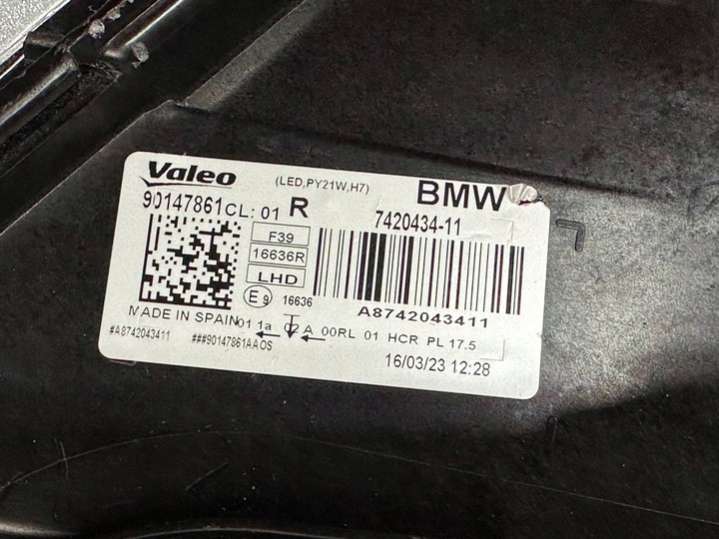 Valeo
(LED,PY21W,H7)
BMW
90147861CL: 01 R
7420434-11
F39
16636R
LHD
E9 16636
A8742043411
MADE IN SPAIN
01 1a 02 A 00RL 01 HCR PL 17.5
#A8742043411
###90147861AAOS
16/03/23 12:28